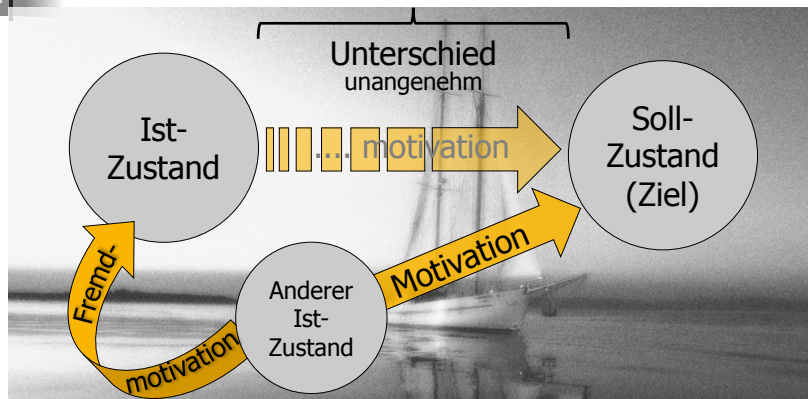 Unterschied
unangenehm
Ist-
Zustand
.... motivation
Soll-
Zustand
(Ziel)
Fremd-
motivation
Anderer
Ist-
Zustand
Motivation